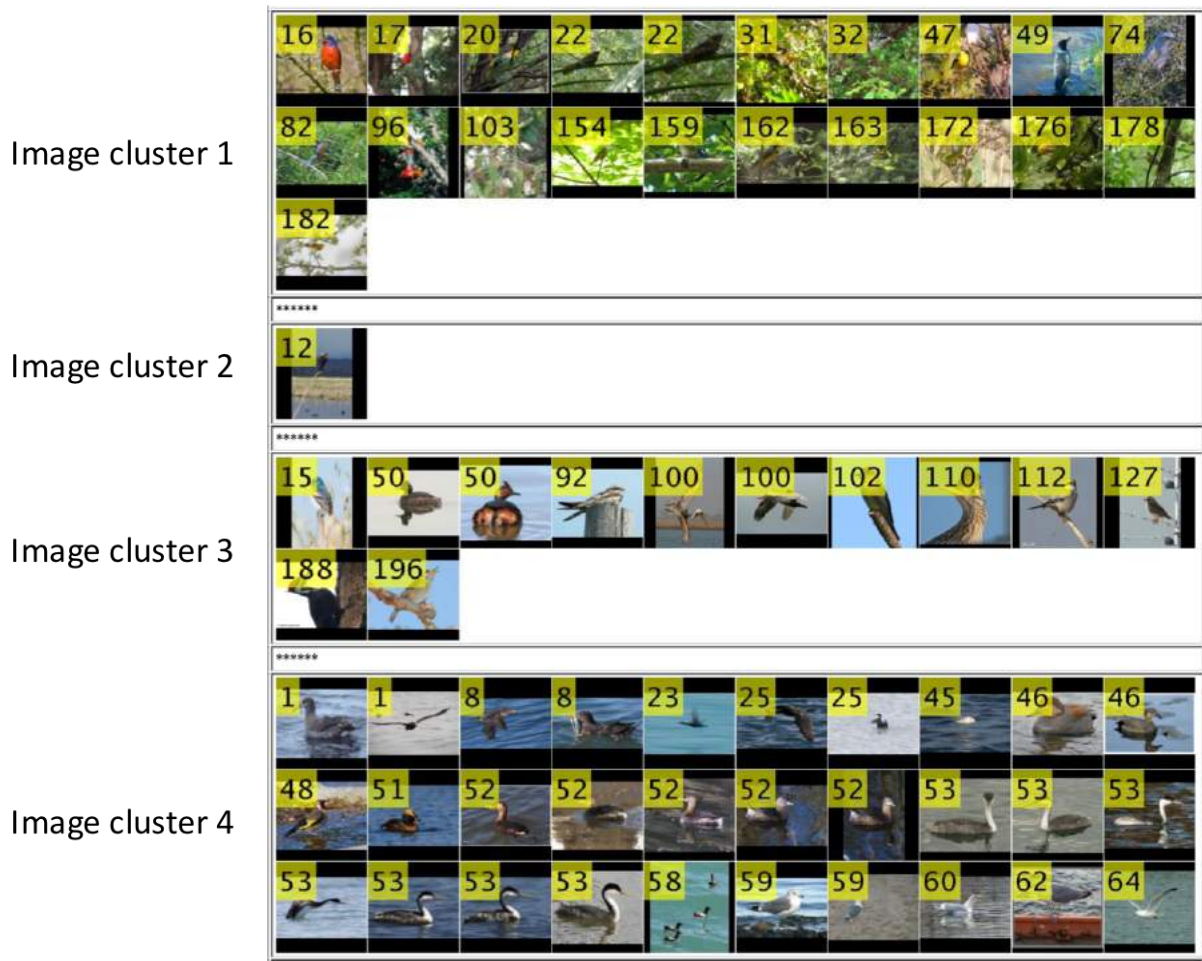 16 17 20 22 22 31 32 47 49 74
Image cluster 1
82 96 103 154 159 162 163 172 176 178
182
******
Image cluster 2
12
******
15 50 50 92 100 100 102 110 112 127
Image cluster 3
188 196
******
1 1 8 8 23 25 25 45 46 46
48 51 52 52 52 52 52 53 53 53
Image cluster 4
53 53 53 53 58 59 59 60 62 64